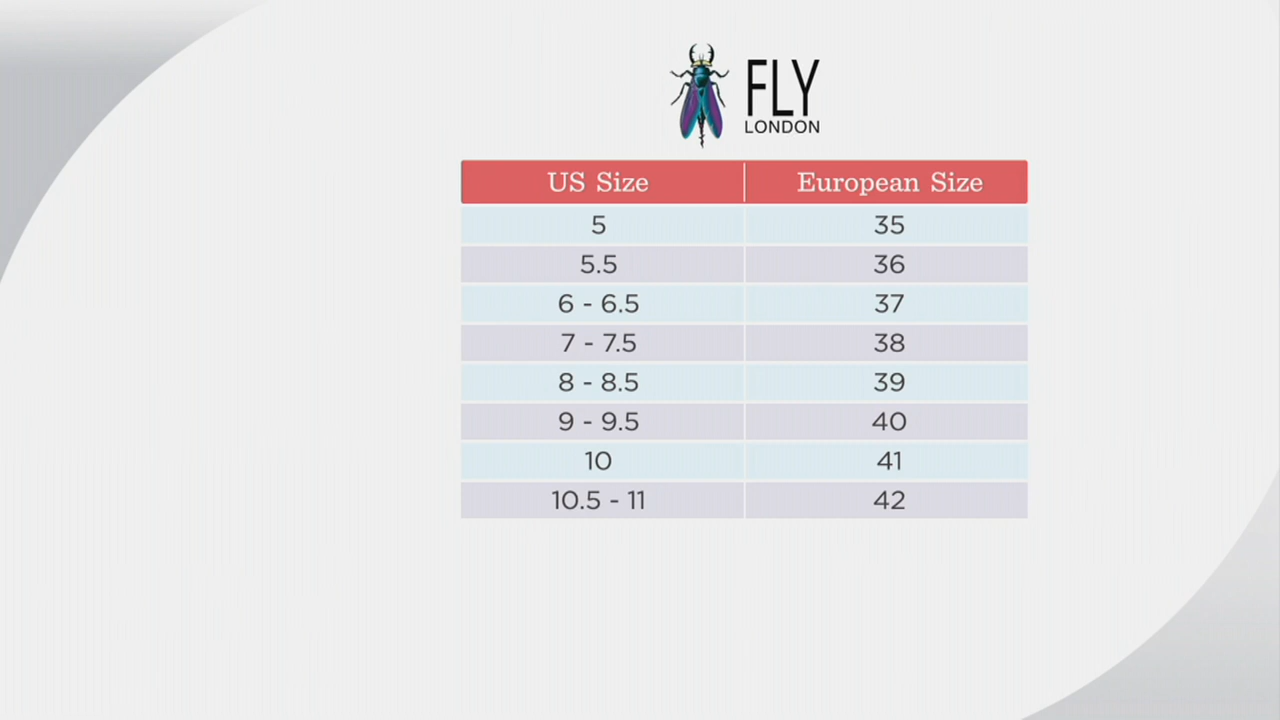 FLY
LONDON
US Size European Size
5 35
5.5 36
6 - 6.5 37
7 - 7.5 38
8 - 8.5 39
9 - 9.5 40
10 41
10.5 - 11 42